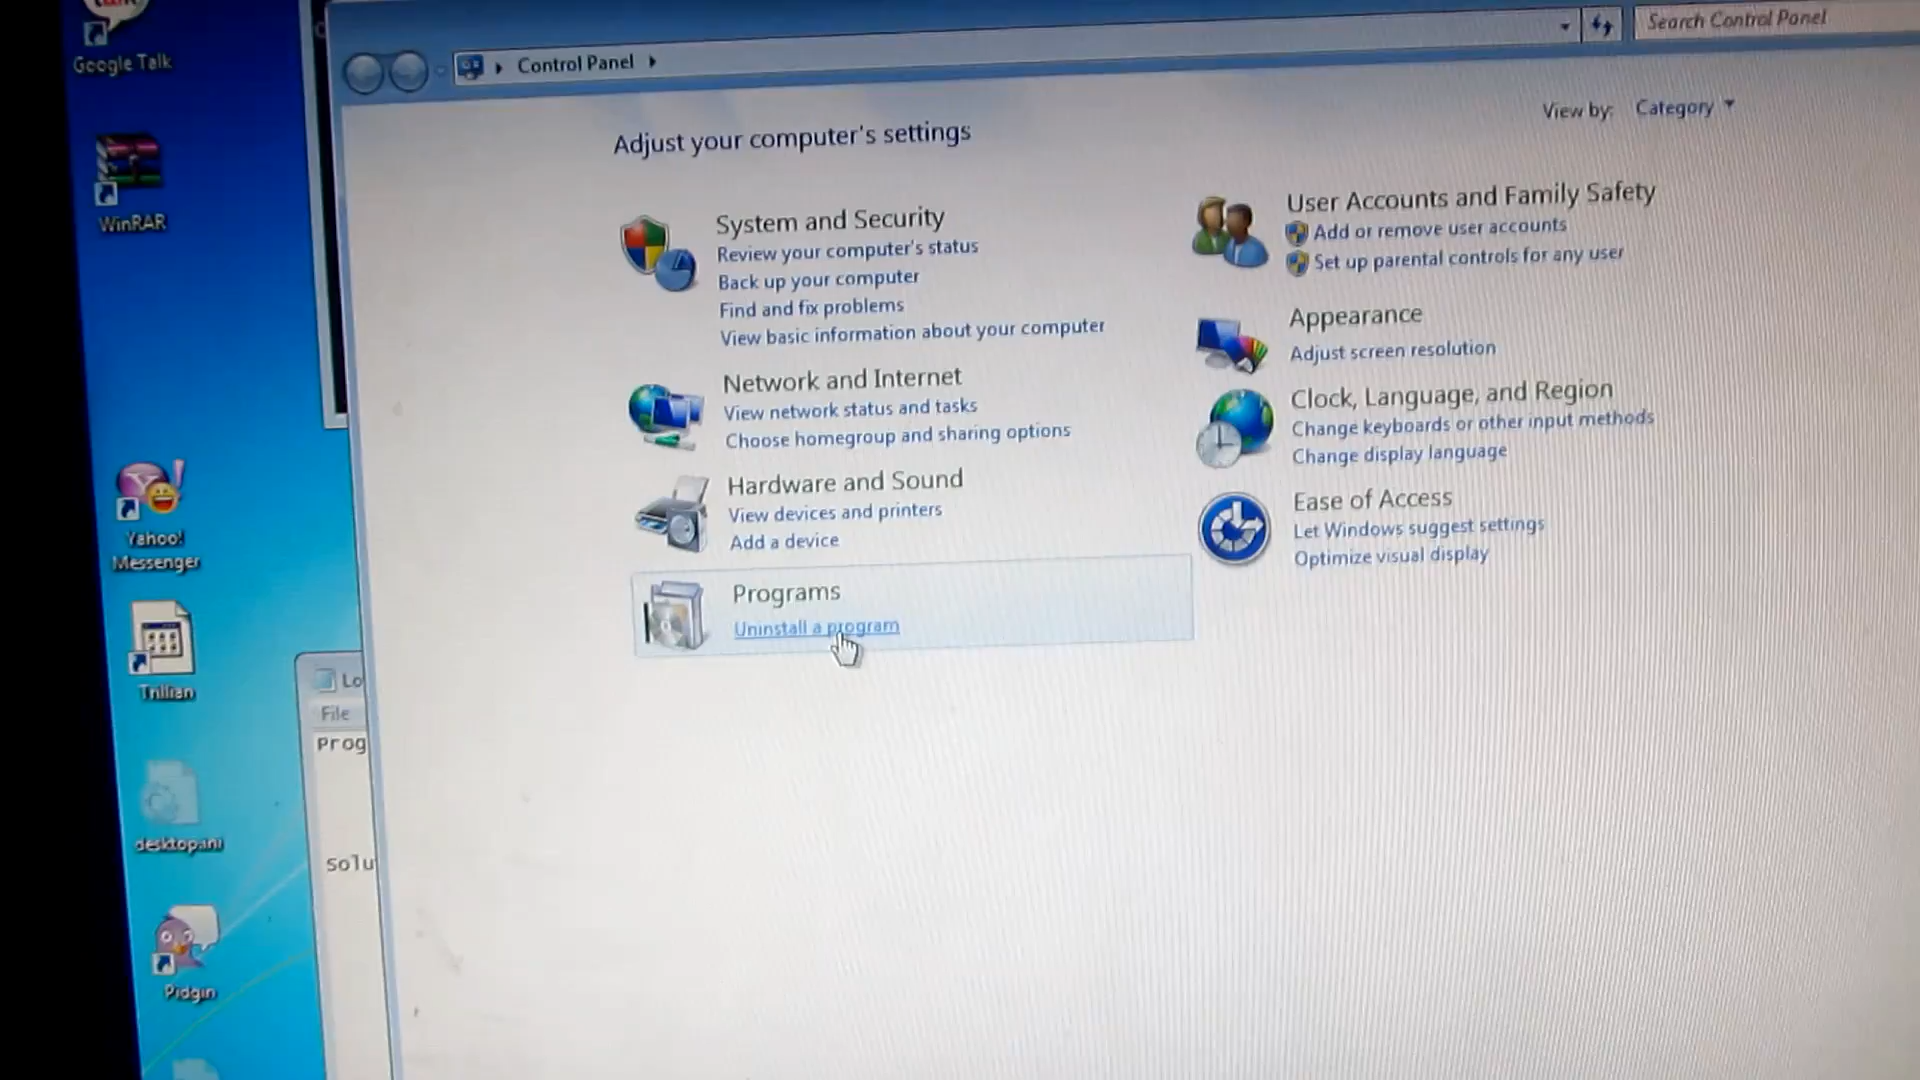 Google Talk
WinRAR
Yahoo!
Messenger
Trillian
desktop.ini
Pidgin
Lo
File
Prog
solu
Control Panel
Search Control Panel
View by: Category
Adjust your computer's settings
System and Security
Review your computer's status
Back up your computer
Find and fix problems
View basic information about your computer
Network and Internet
View network status and tasks
Choose homegroup and sharing options
Hardware and Sound
View devices and printers
Add a device
Programs
Uninstall a program
User Accounts and Family Safety
Add or remove user accounts
Set up parental controls for any user
Appearance
Adjust screen resolution
Clock, Language, and Region
Change keyboards or other input methods
Change display language
Ease of Access
Let Windows suggest settings
Optimize visual display